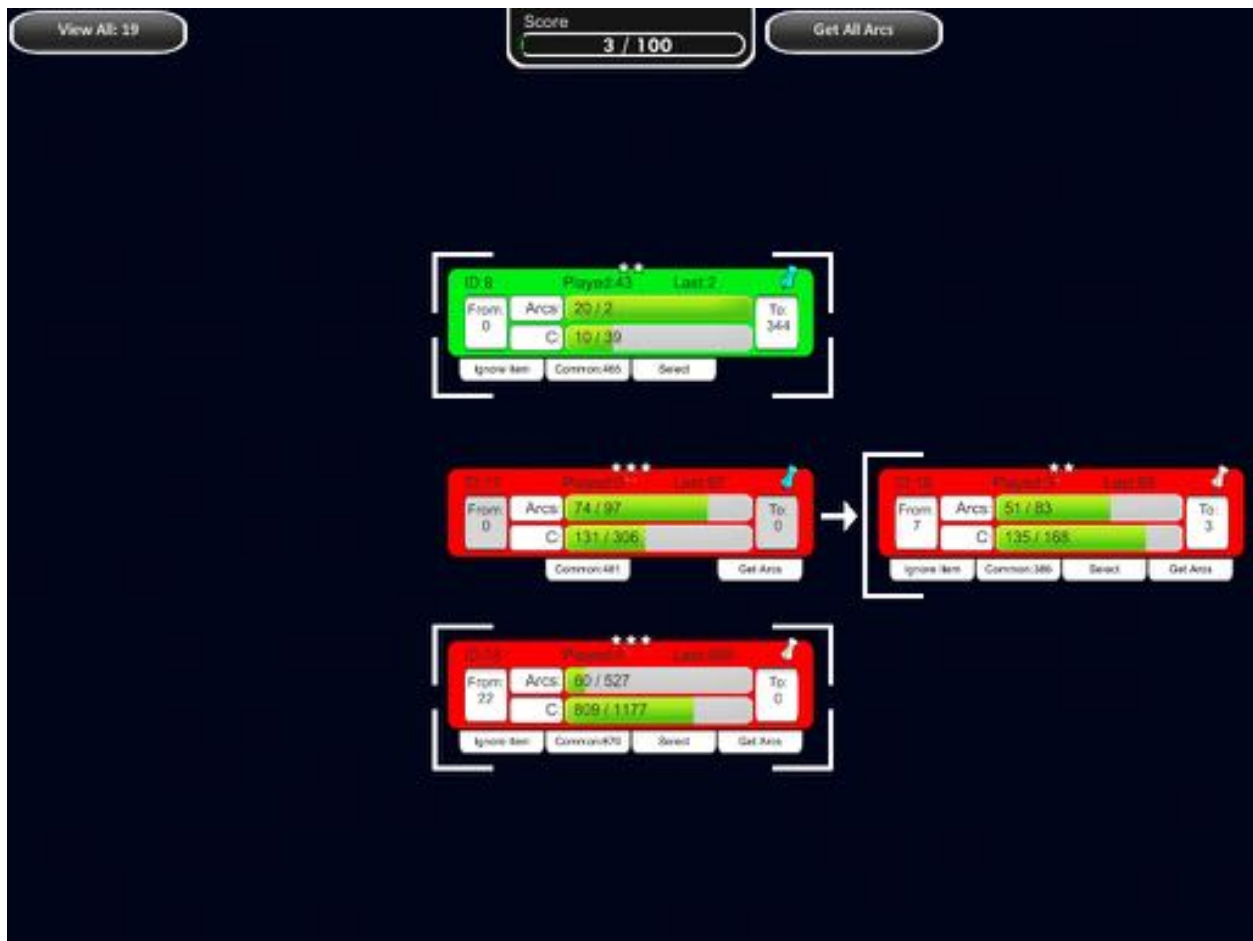 View All: 19
Score
3 / 100
Get All Arcs
ID:8 Played:43 Last:2
From: 0
Arcs: 20 / 2
To: 344
C: 10 / 39
Ignore Item Common:465 Select
From: 0
Arcs: 74 / 97
To: 0
C: 131 / 306
Get Arcs
From: 7
Arcs: 51 / 83
To: 3
C: 135 / 168
Ignore Item Common:386 Select Get Arcs
From: 22
Arcs: 60 / 527
To: 0
C: 809 / 1177
Ignore Item Common:670 Select Get Arcs